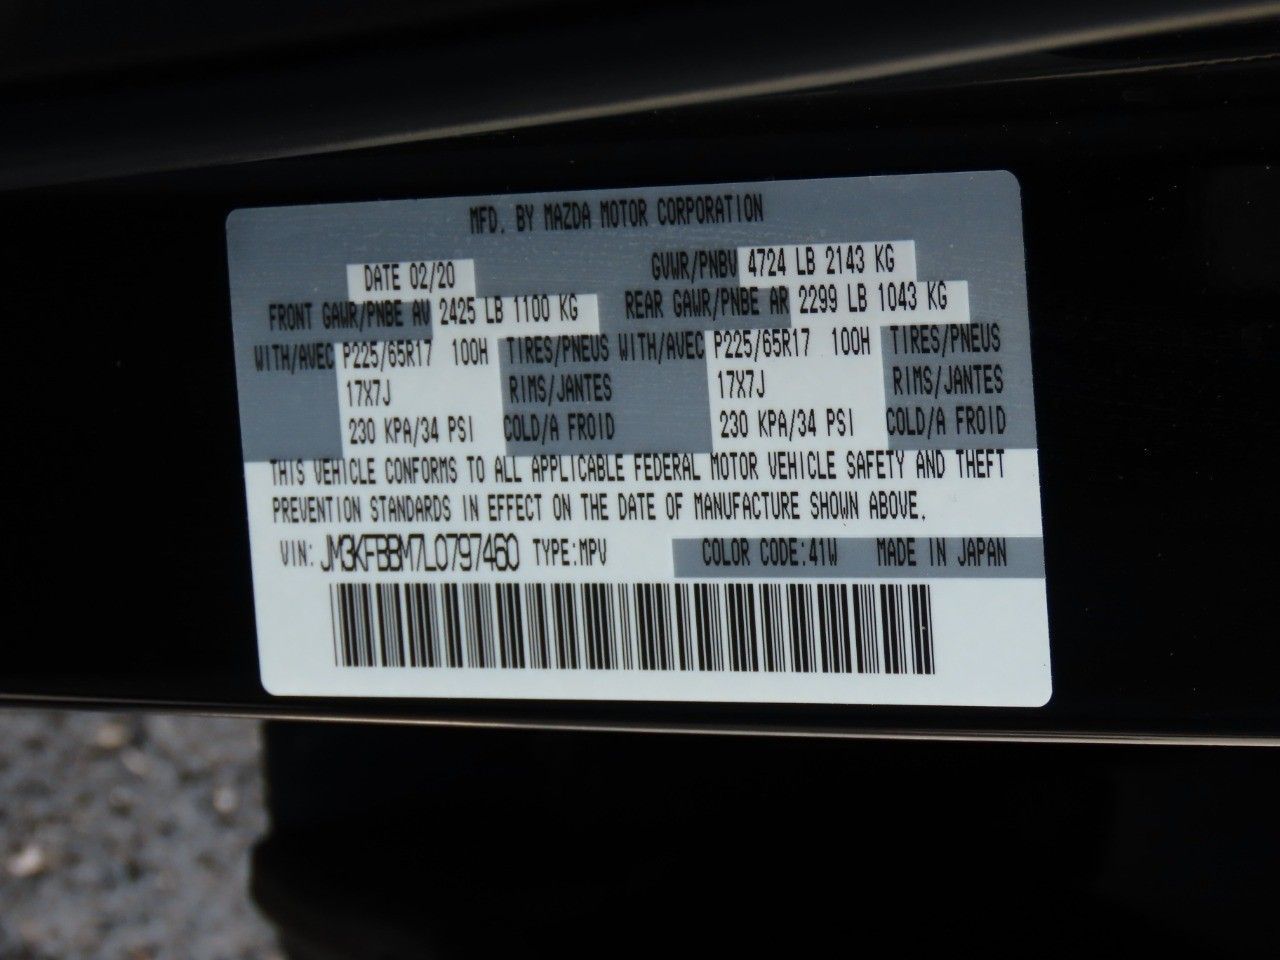 MFD. BY MAZDA MOTOR CORPORATION
DATE 02/20 GVWR/PNBV 4724 LB 2143 KG
FRONT GAWR/PNBE AV 2425 LB 1100 KG REAR GAWR/PNBE AR 2299 LB 1043 KG
WITH/AVEC P225/65R17 100H TIRES/PNEUS WITH/AVEC P225/65R17 100H TIRES/PNEUS
17X7J RIMS/JANTES 17X7J RIMS/JANTES
230 KPA/34 PSI COLD/A FROID 230 KPA/34 PSI COLD/A FROID
THIS VEHICLE CONFORMS TO ALL APPLICABLE FEDERAL MOTOR VEHICLE SAFETY AND THEFT
PREVENTION STANDARDS IN EFFECT ON THE DATE OF MANUFACTURE SHOWN ABOVE.
VIN: JM3KFBBM7L0797460 TYPE:MPV COLOR CODE:41W MADE IN JAPAN